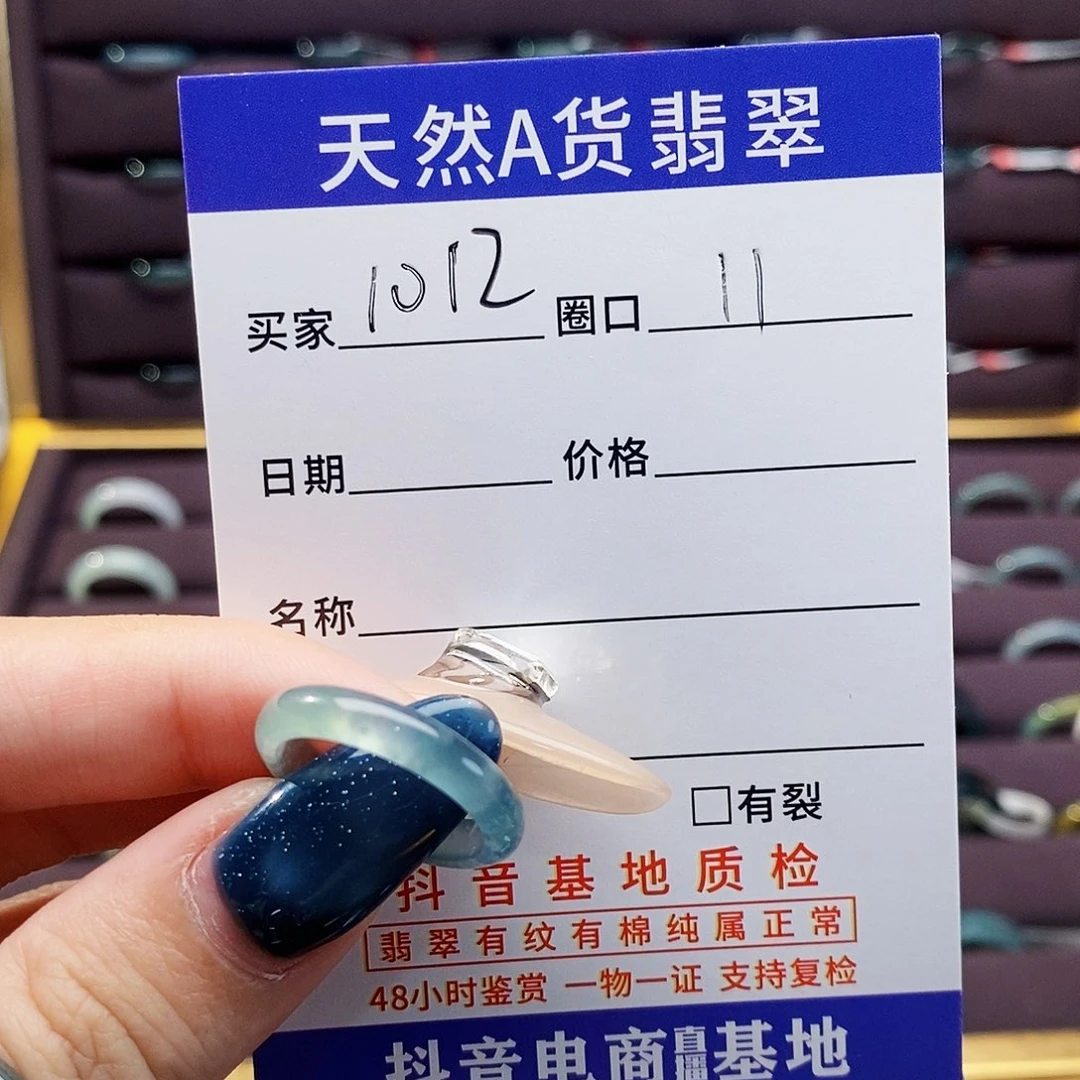 天然A货翡翠
买家 1012 圈口 11
日期 价格
名称
□有裂
抖音基地质检
翡翠有纹有棉纯属正常
48小时鉴赏 一物一证 支持复检
抖音电商直播基地